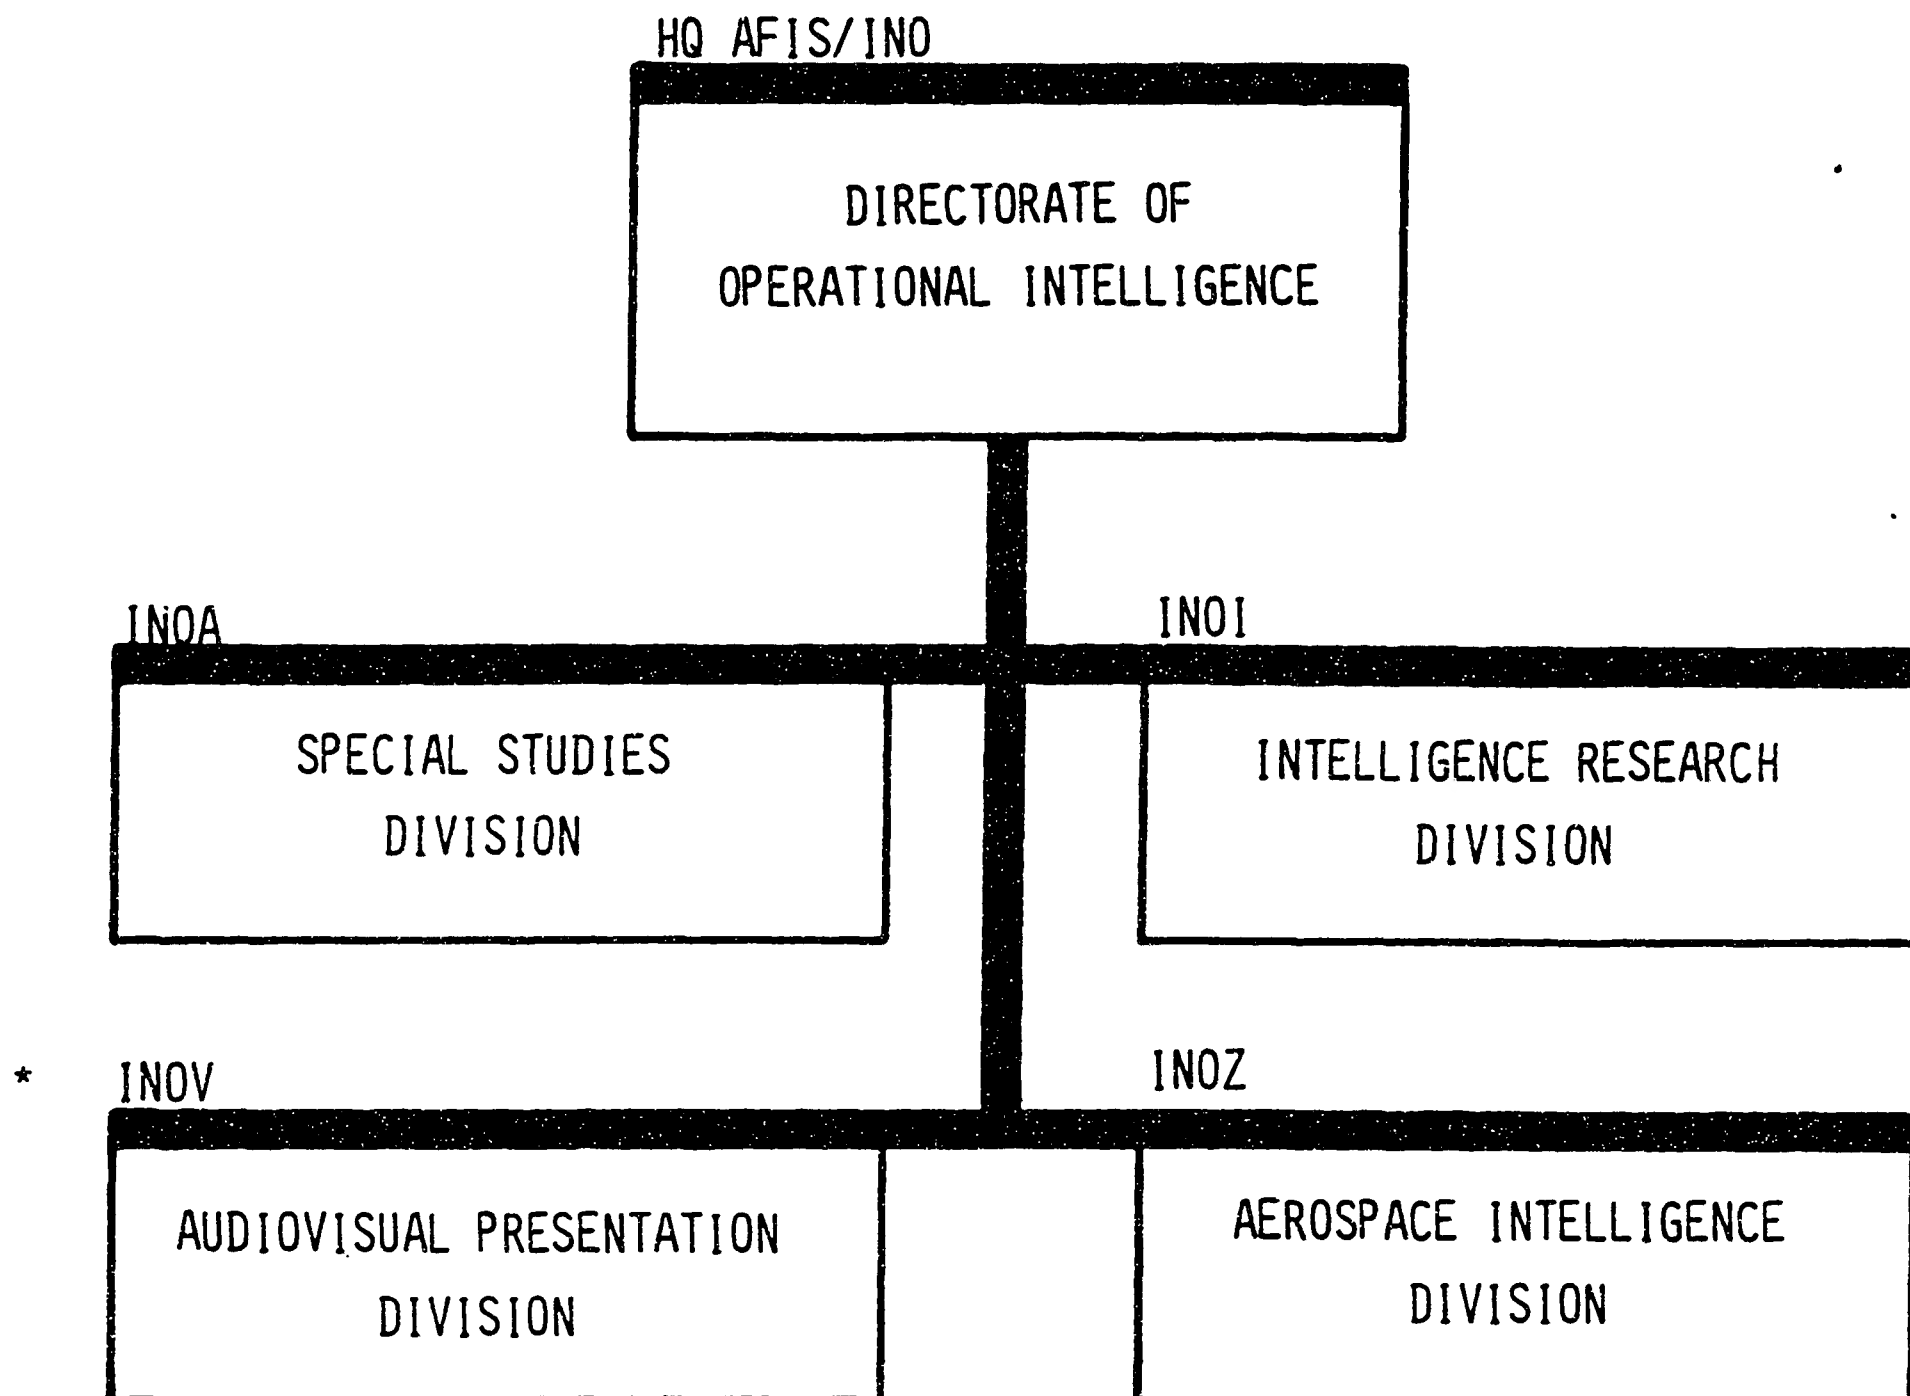 HQ AFIS/INO
DIRECTORATE OF
OPERATIONAL INTELLIGENCE
INOA
SPECIAL STUDIES
DIVISION
INOI
INTELLIGENCE RESEARCH
DIVISION
* INOV
AUDIOVISUAL PRESENTATION
DIVISION
INOZ
AEROSPACE INTELLIGENCE
DIVISION